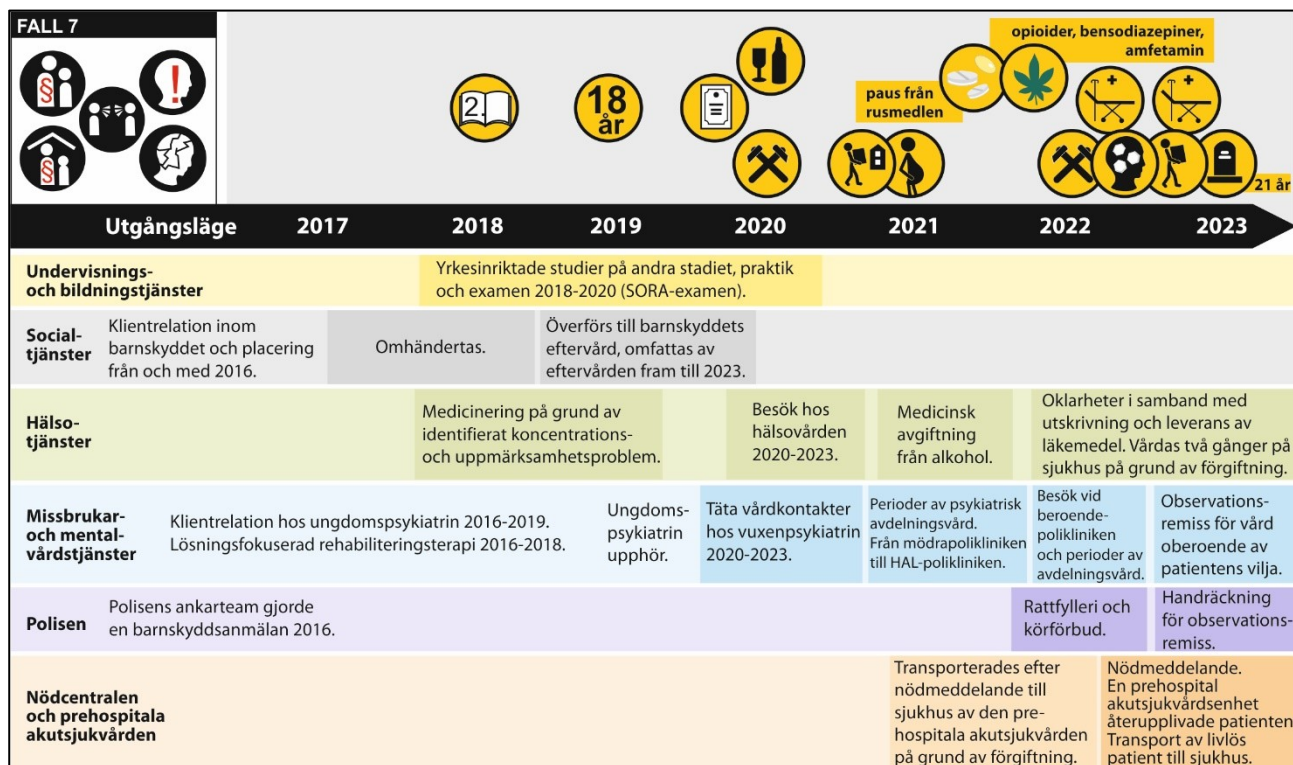 FALL 7
§
!
§
2.
18
år
paus från
rusmedlen
opioider, bensodiazepiner,
amfetamin
21 år
Utgångsläge 2017 2018 2019 2020 2021 2022 2023
Undervisnings-
och bildningstjänster
Yrkesinriktade studier på andra stadiet, praktik
och examen 2018-2020 (SORA-examen).
Social-
tjänster
Klientrelation inom
barnskyddet och placering
från och med 2016.
Omhändertas.
Överförs till barnskyddets
eftervård, omfattas av
eftervården fram till 2023.
Hälso-
tjänster
Medicinering på grund av
identifierat koncentrations-
och uppmärksamhetsproblem.
Besök hos
hälsovården
2020-2023.
Medicinsk
avgiftning
från alkohol.
Oklarheter i samband med
utskrivning och leverans av
läkemedel. Vårdas två gånger på
sjukhus på grund av förgiftning.
Missbrukar-
och mental-
vårdstjänster
Klientrelation hos ungdomspsykiatrin 2016-2019.
Lösningsfokuserad rehabiliteringsterapi 2016-2018.
Ungdoms-
psykiatrin
upphör.
Täta vårdkontakter
hos vuxenpsykiatrin
2020-2023.
Perioder av psykiatrisk
avdelningsvård.
Från mödrapolikliniken
till HAL-polikliniken.
Besök vid
beroende-
polikliniken
och perioder av
avdelningsvård.
Observations-
remiss för vård
oberoende av
patientens vilja.
Polisen
Polisens ankarteam gjorde
en barnskyddsanmälan 2016.
Rattfylleri och
körförbud.
Handräckning
för observations-
remiss.
Nödcentralen
och prehospitala
akutsjukvården
Transporterades efter
nödmeddelande till
sjukhus av den pre-
hospitala akutsjukvården
på grund av förgiftning.
Nödmeddelande.
En prehospital
akutsjukvårdsenhet
återupplivade patienten.
Transport av livlös
patient till sjukhus.